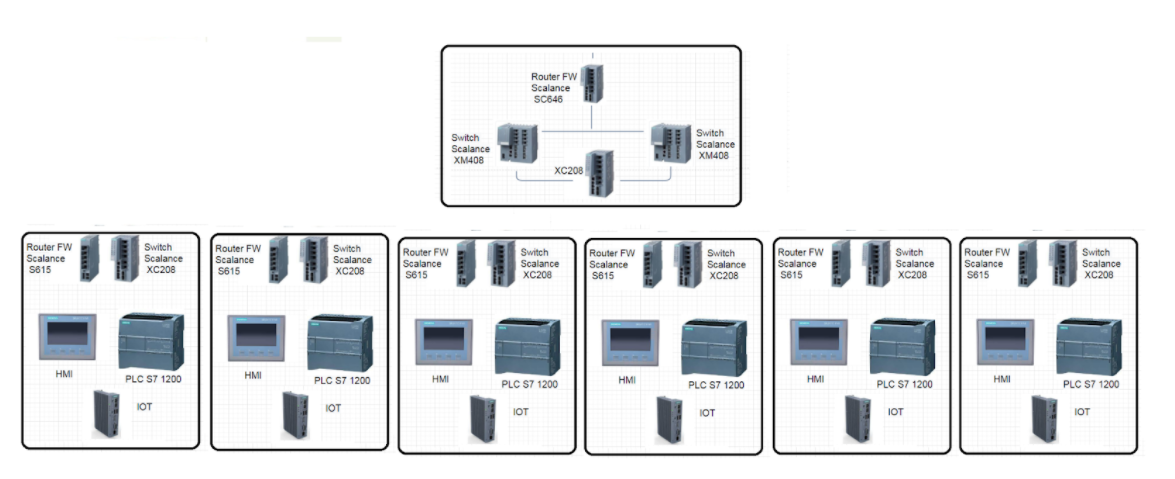 Router FW
Scalance
SC646
Switch
Scalance
XM408
Switch
Scalance
XM408
XC208
Router FW
Scalance
S615
Switch
Scalance
XC208
HMI
PLC S7 1200
IOT
Router FW
Scalance
S615
Switch
Scalance
XC208
HMI
PLC S7 1200
IOT
Router FW
Scalance
S615
Switch
Scalance
XC208
HMI
PLC S7 1200
IOT
Router FW
Scalance
S615
Switch
Scalance
XC208
HMI
PLC S7 1200
IOT
Router FW
Scalance
S615
Switch
Scalance
XC208
HMI
PLC S7 1200
IOT
Router FW
Scalance
S615
Switch
Scalance
XC208
HMI
PLC S7 1200
IOT